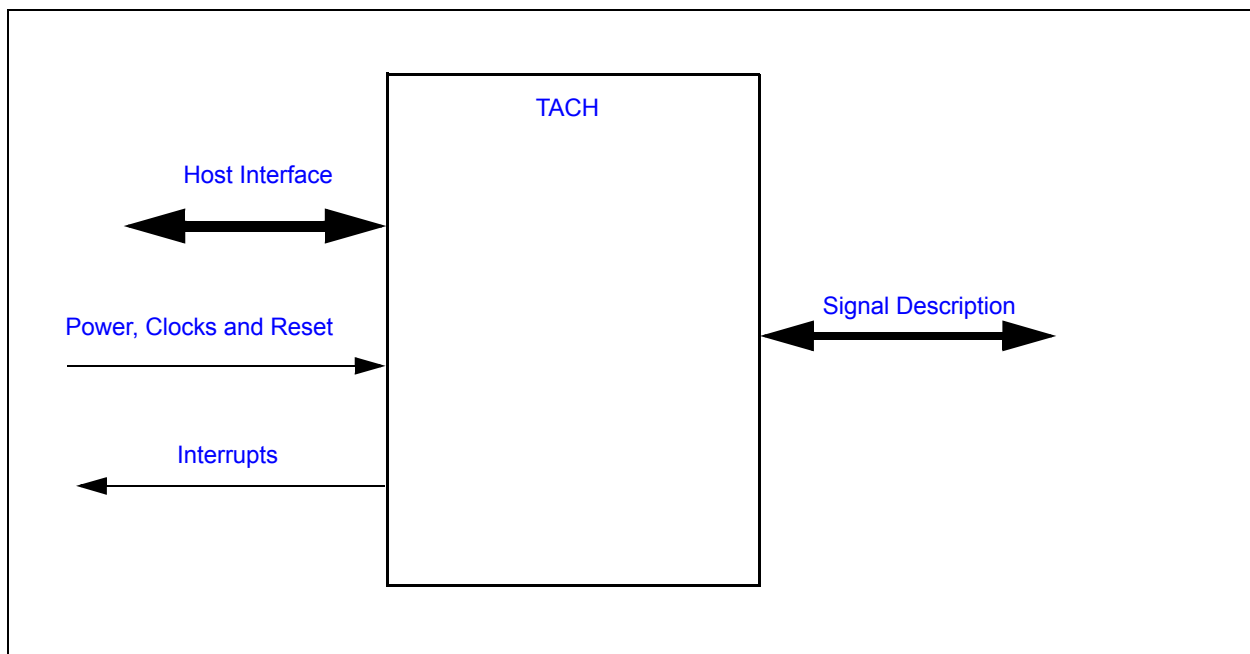 TACH
Host Interface
Signal Description
Power, Clocks and Reset
Interrupts